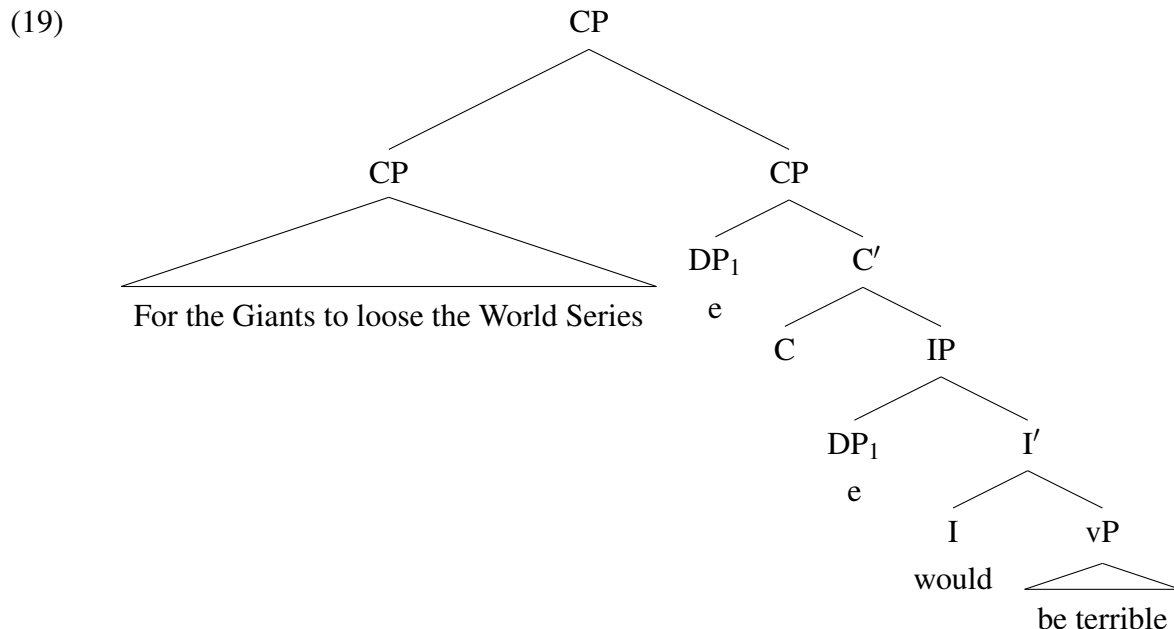 (19) CP
CP CP
DP₁ C′
For the Giants to loose the World Series e
C IP
DP₁ I′
e
I vP
would
be terrible